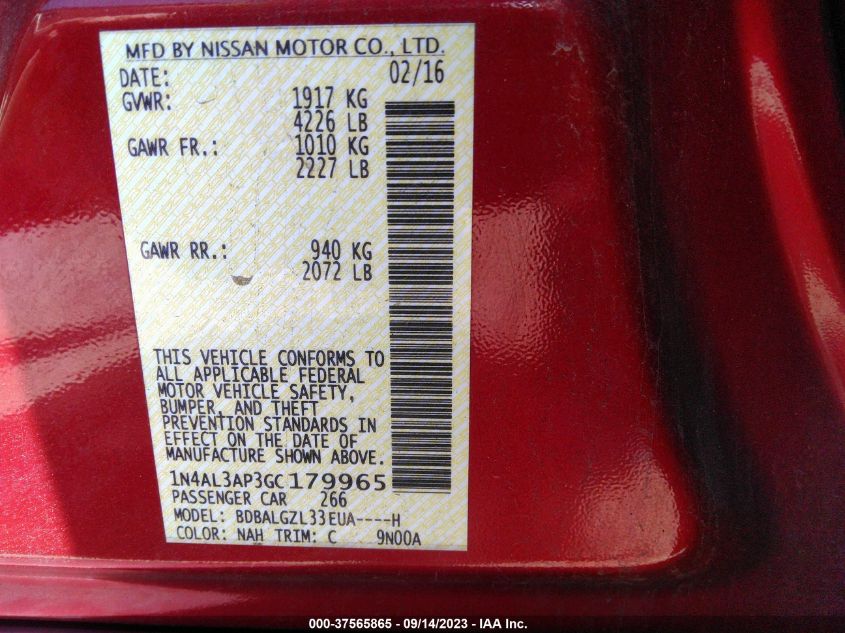 MFD BY NISSAN MOTOR CO., LTD.
DATE: 02/16
GVWR: 1917 KG
4226 LB
GAWR FR.: 1010 KG
2227 LB
GAWR RR.: 940 KG
2072 LB
THIS VEHICLE CONFORMS TO
ALL APPLICABLE FEDERAL
MOTOR VEHICLE SAFETY,
BUMPER, AND THEFT
PREVENTION STANDARDS IN
EFFECT ON THE DATE OF
MANUFACTURE SHOWN ABOVE.
1N4AL3AP3GC179965
PASSENGER CAR 266
MODEL: BDBALGZL33EUA----H
COLOR: NAH TRIM: C 9N00A
000-37565865 - 09/14/2023 - IAA Inc.